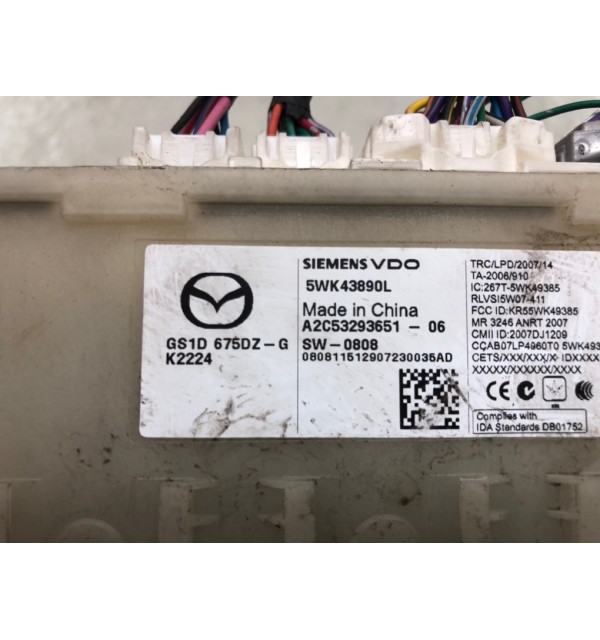 GS1D 675DZ-G
K2224
SIEMENS VDO
5WK43890L
Made in China
A2C53293651 - 06
SW-0808
080811512907230035AD
TRC/LPD/2007/14
TA-2006/910
IC:267T-5WK49385
RLVSI5W07-411
FCC ID:KR55WK49385
MR 3246 ANRT 2007
CMII ID:2007DJ1209
CCAB07LP4960T0 5WK493
CETS/XXX/XXX/X- IDXXXX
XXXXX/XXXXXX/XXXX
CE
Complies with
IDA Standards DB01752